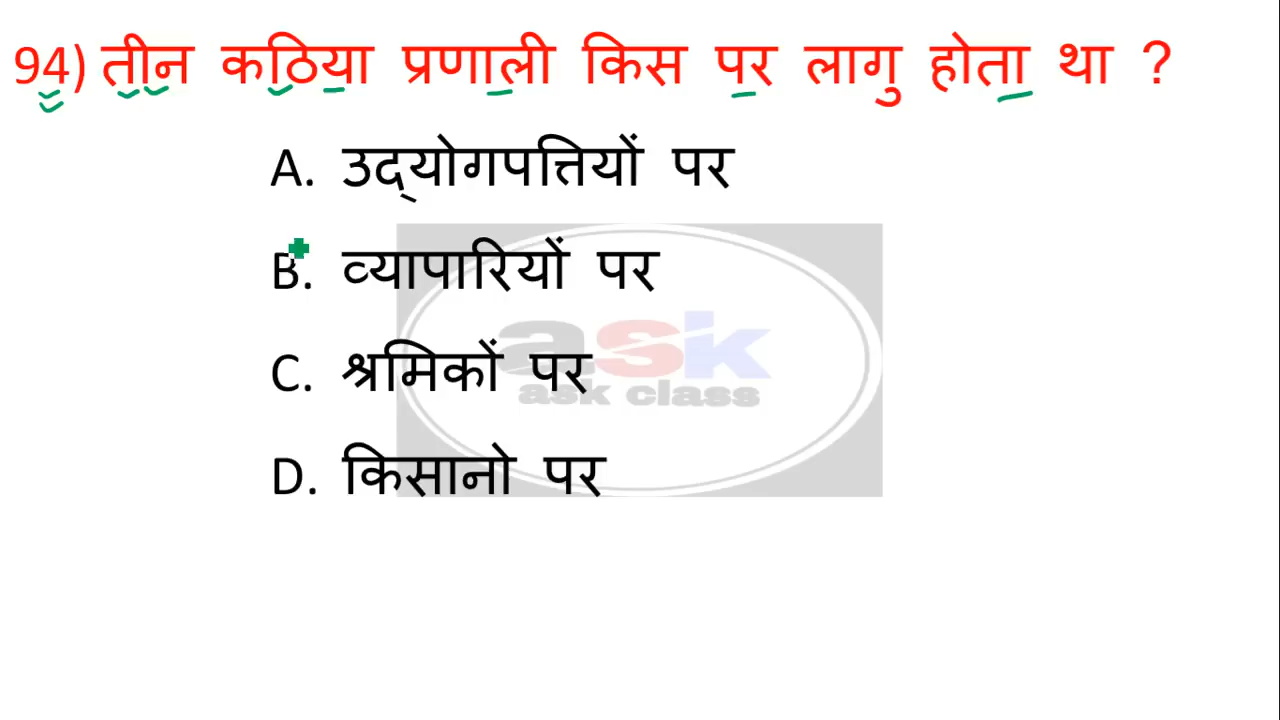 94) तीन कठिया प्रणाली किस पर लागु होता था ?
A. उद्योगपत्तियों पर
B. व्यापारियों पर
C. श्रमिकों पर
D. किसानो पर
ask
ask class